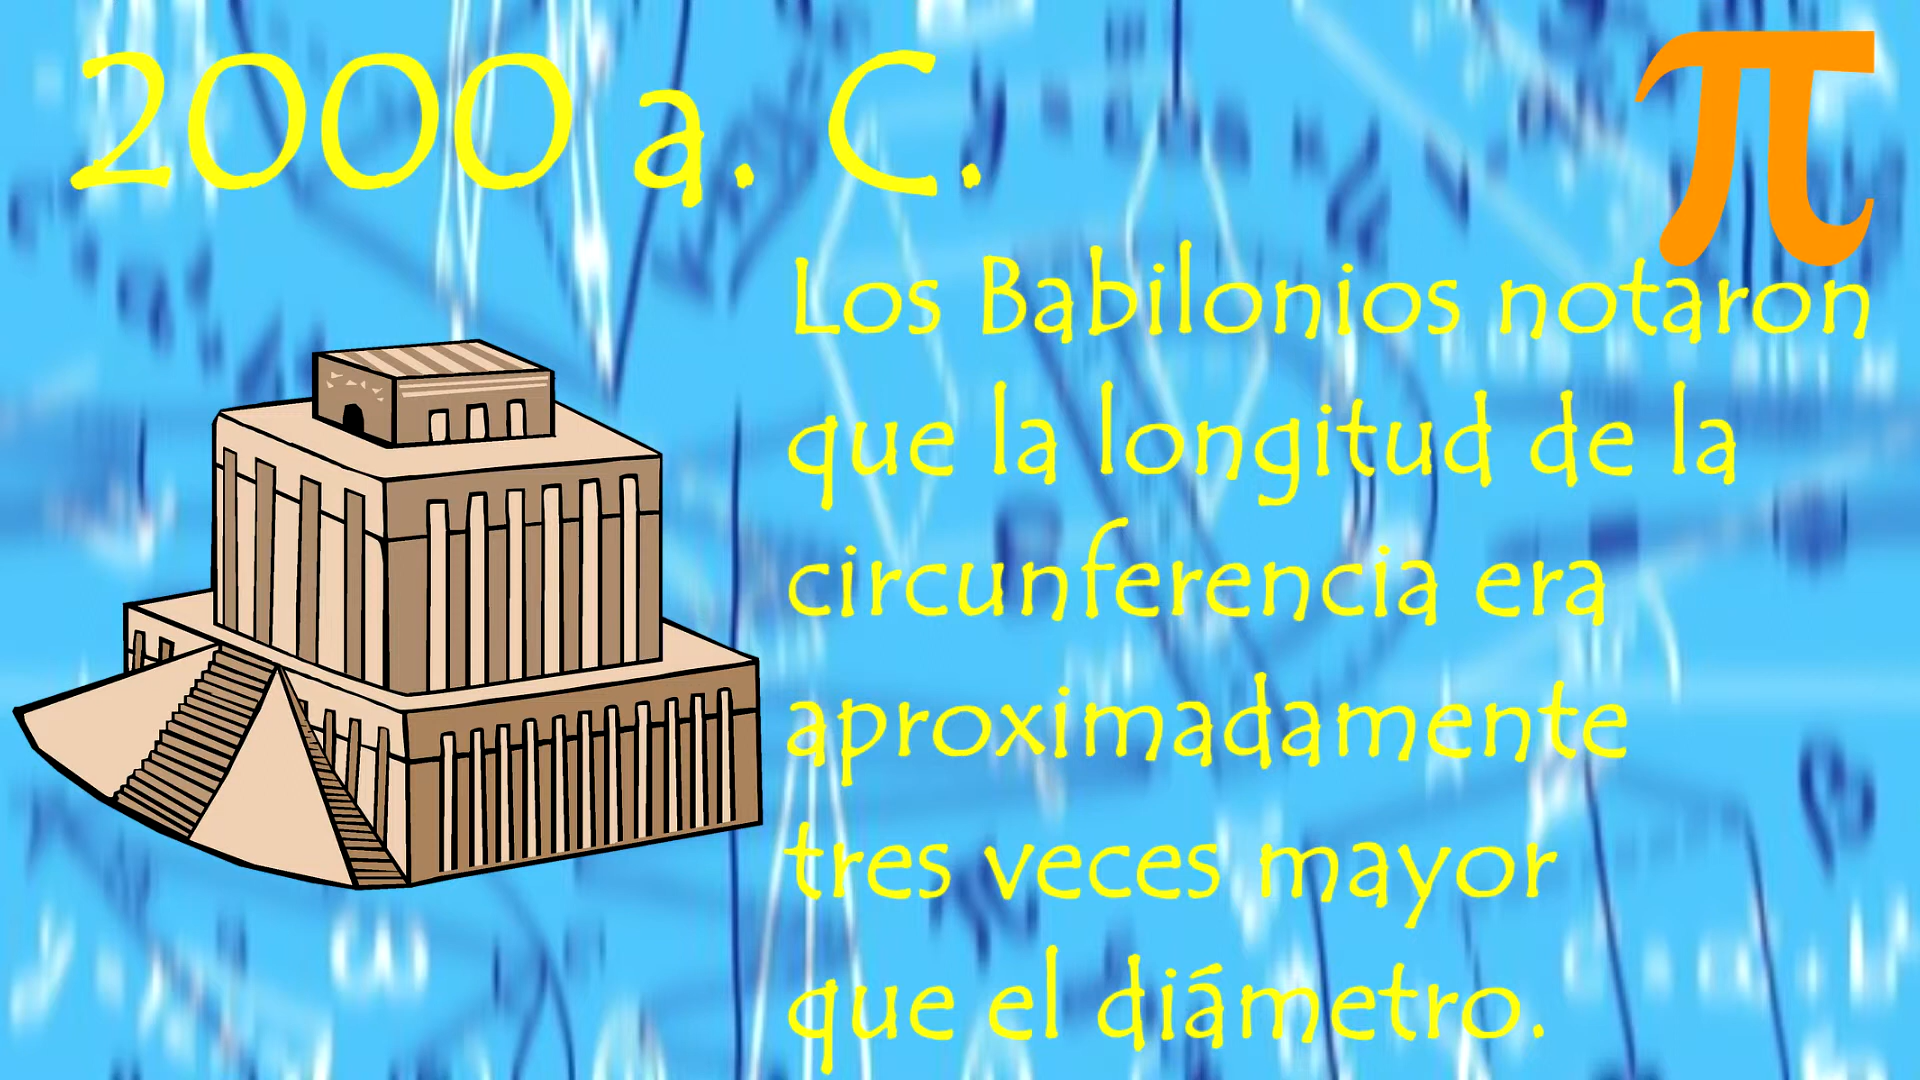 2000 a. C.
π
Los Babilonios notaron
que la longitud de la
circunferencia era
aproximadamente
tres veces mayor
que el diámetro.